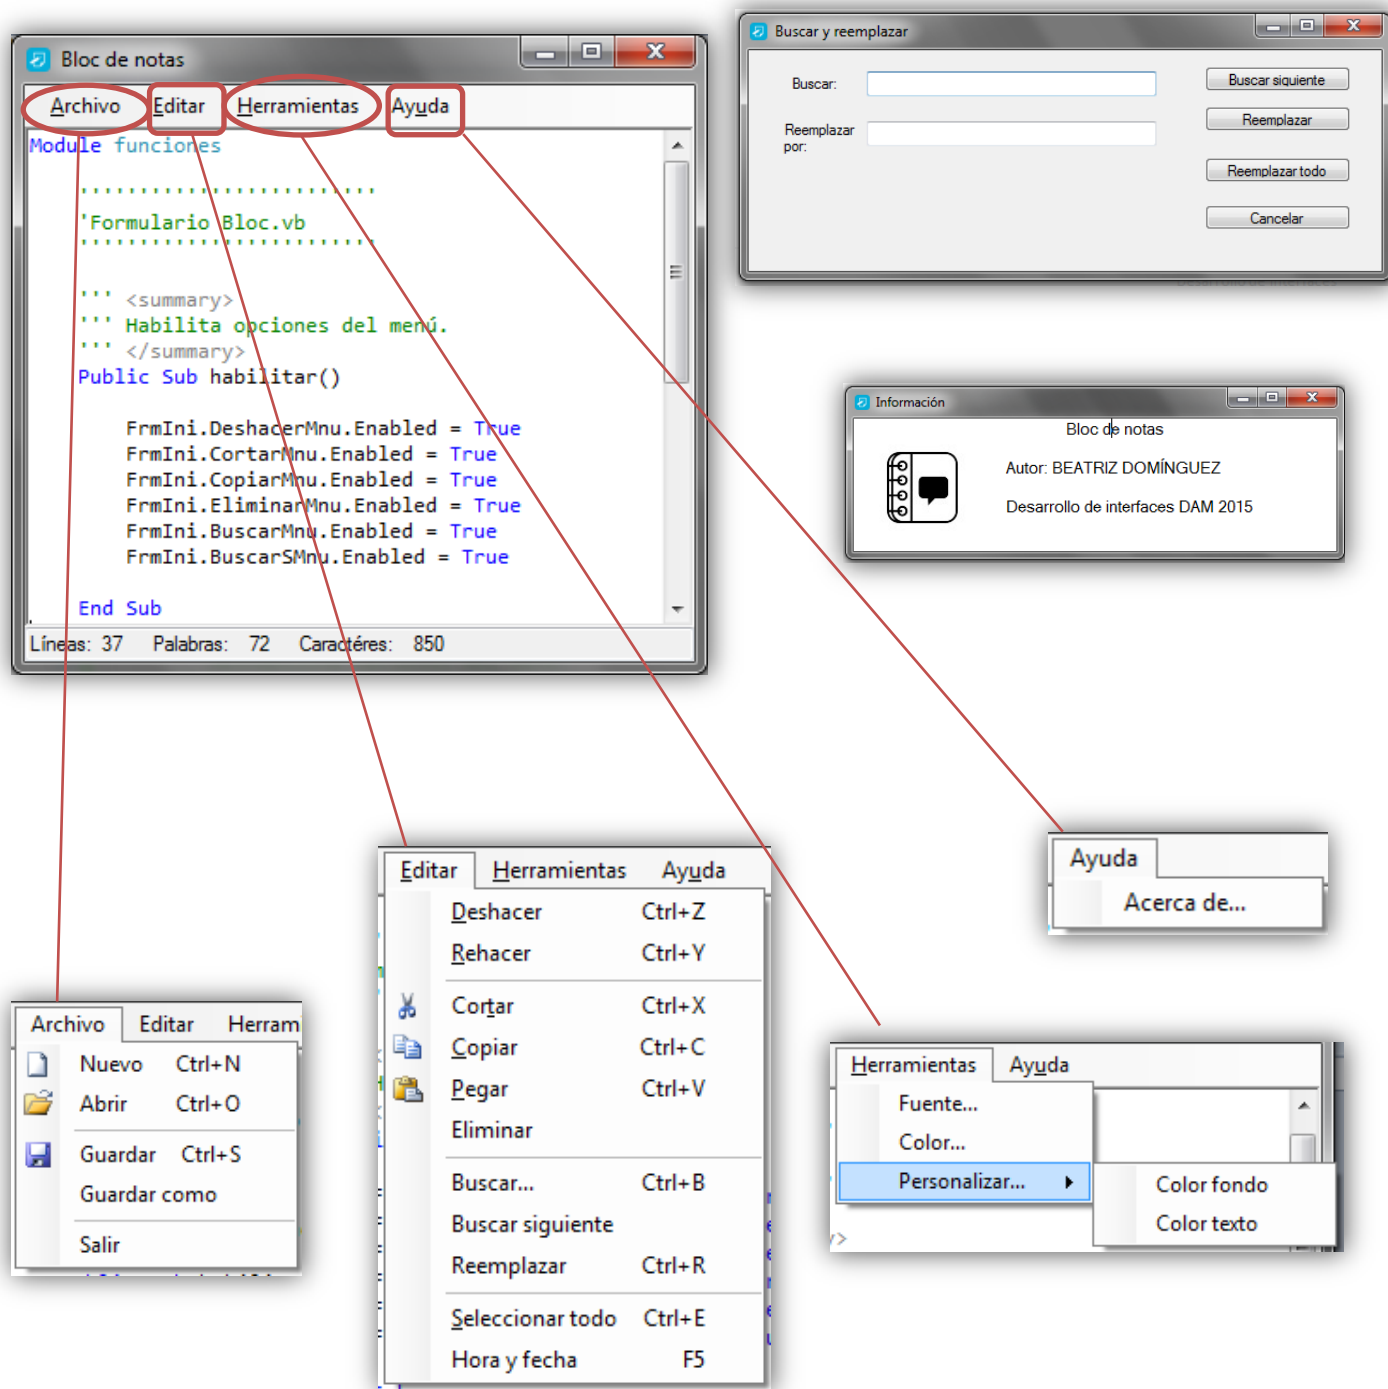 Bloc de notas
Archivo Editar Herramientas Ayuda
Module funciones
'''''''''''''''''''''''''
'Formulario Bloc.vb
'''''''''''''''''''''''''
''' <summary>
''' Habilita opciones del menú.
''' </summary>
Public Sub habilitar()
FrmIni.DeshacerMnu.Enabled = True
FrmIni.CortarMnu.Enabled = True
FrmIni.CopiarMnu.Enabled = True
FrmIni.EliminarMnu.Enabled = True
FrmIni.BuscarMnu.Enabled = True
FrmIni.BuscarSMnu.Enabled = True
End Sub
Líneas: 37 Palabras: 72 Caractéres: 850
Buscar y reemplazar
Buscar:
Reemplazar
por:
Buscar siguiente
Reemplazar
Reemplazar todo
Cancelar
Desarrollo de interfaces
Información
Bloc de notas
Autor: BEATRIZ DOMÍNGUEZ
Desarrollo de interfaces DAM 2015
Ayuda
Acerca de...
Editar Herramientas Ayuda
Deshacer Ctrl+Z
Rehacer Ctrl+Y
Cortar Ctrl+X
Copiar Ctrl+C
Pegar Ctrl+V
Eliminar
Buscar... Ctrl+B
Buscar siguiente
Reemplazar Ctrl+R
Seleccionar todo Ctrl+E
Hora y fecha F5
Archivo Editar Herram
Nuevo Ctrl+N
Abrir Ctrl+O
Guardar Ctrl+S
Guardar como
Salir
Herramientas Ayuda
Fuente...
Color...
Personalizar...
Color fondo
Color texto